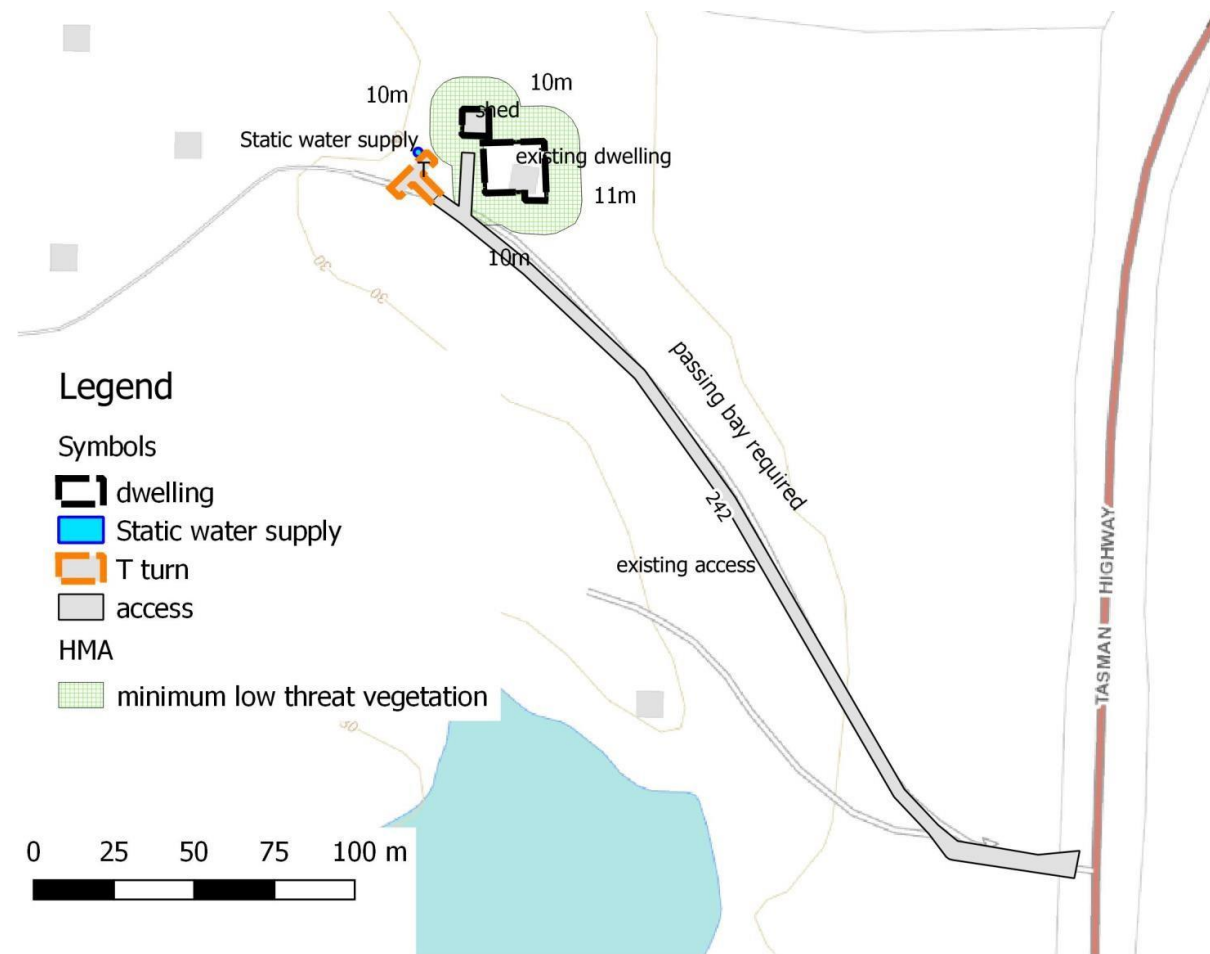 10m
10m
shed
Static water supply
T
existing dwelling
11m
10m
30
30
passing bay required
242
existing access
TASMAN HIGHWAY
Legend
Symbols
dwelling
Static water supply
T turn
access
HMA
minimum low threat vegetation
30
0 25 50 75 100 m